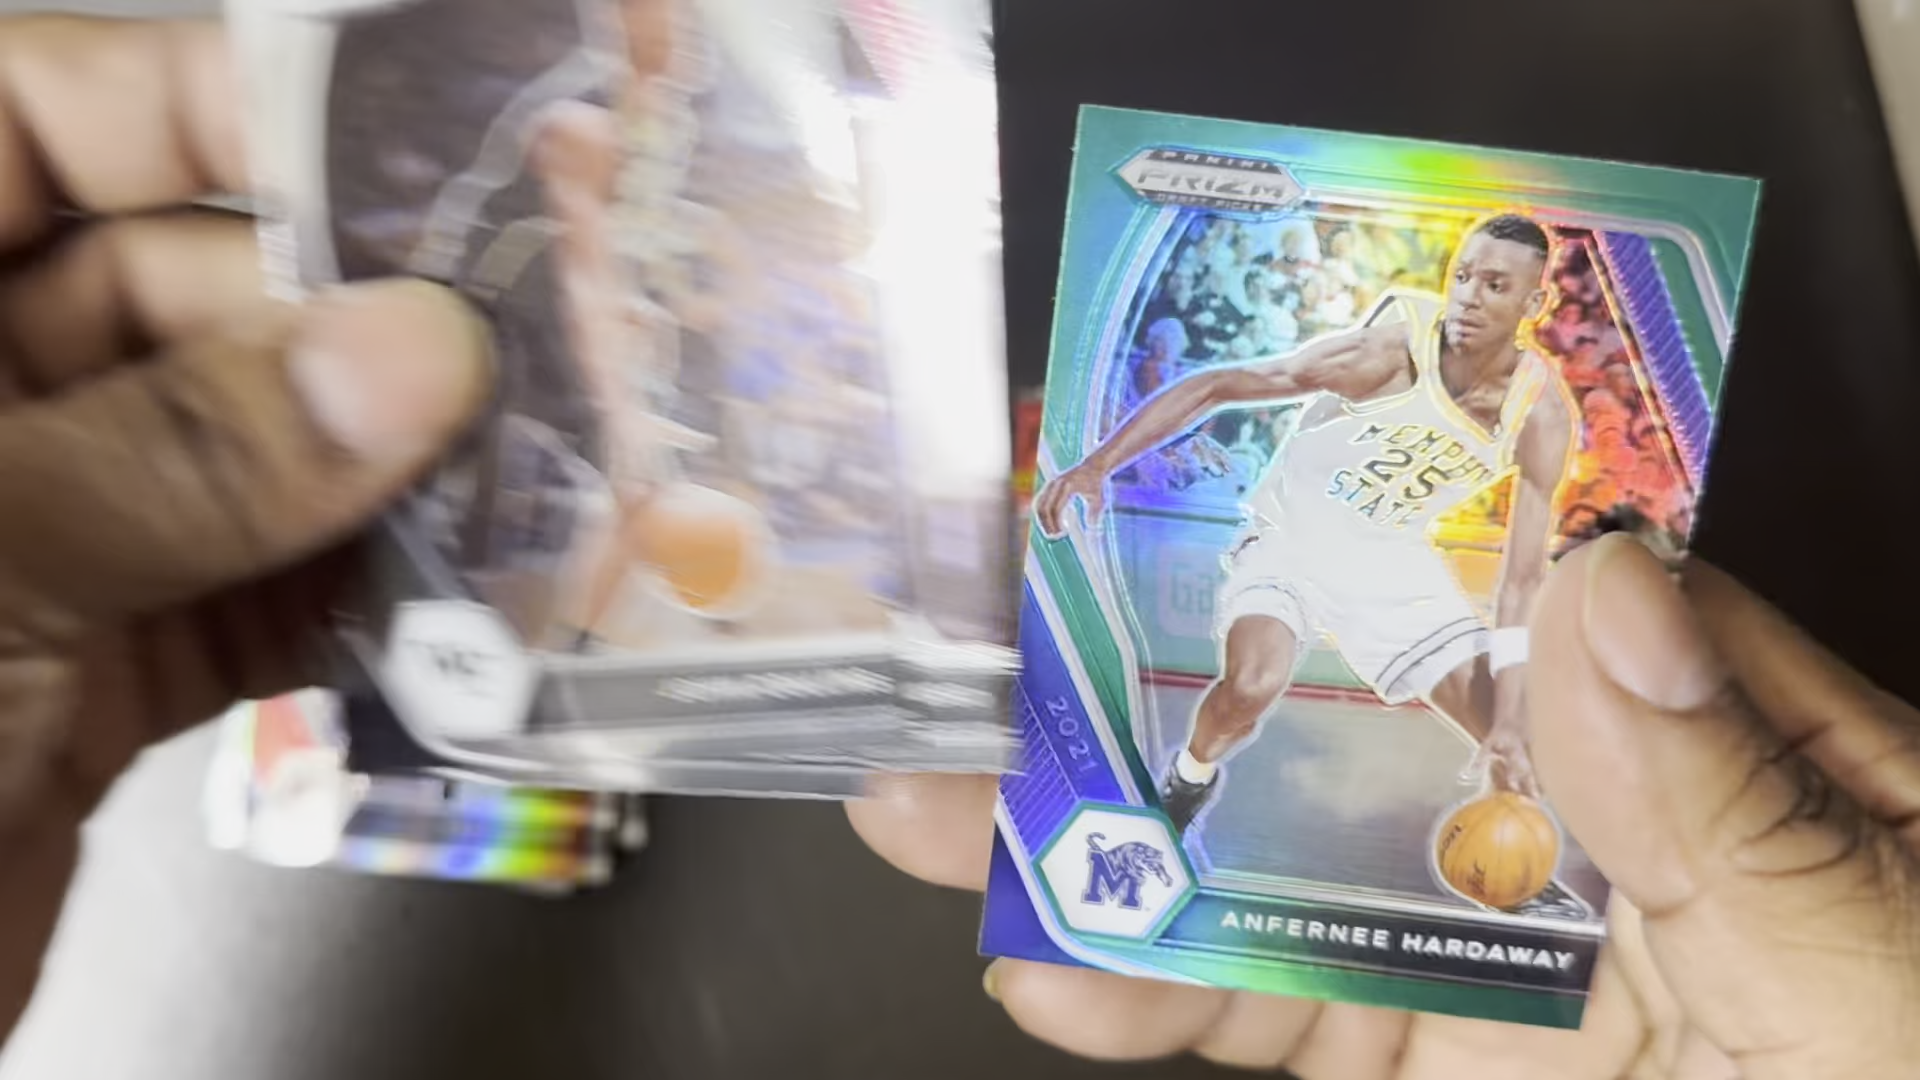 PANINI
PRIZM
DRAFT PICKS
MEMPHIS
25
STATE
2021
M
ANFERNEE HARDAWAY